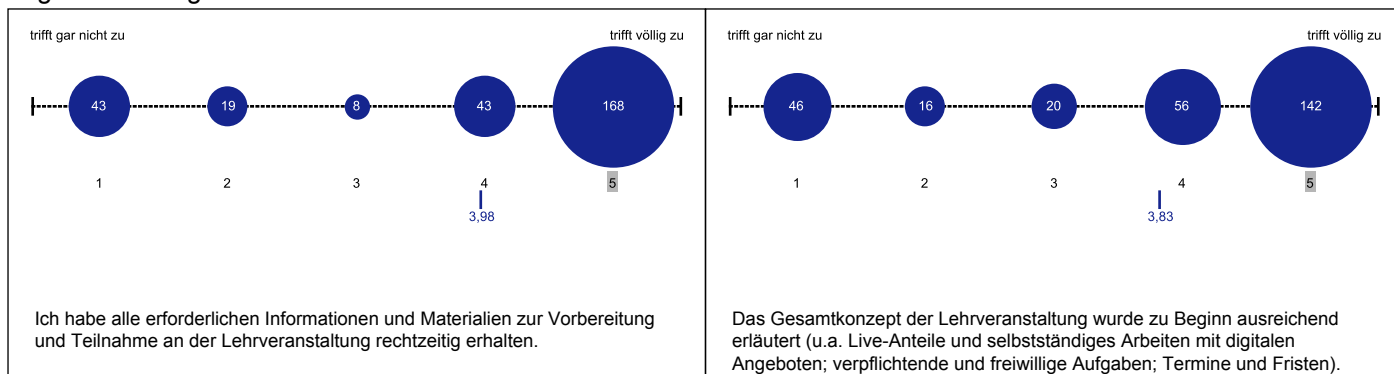 trifft gar nicht zu
trifft völlig zu
43
19
8
43
168
1
2
3
4
5
3,98
Ich habe alle erforderlichen Informationen und Materialien zur Vorbereitung
und Teilnahme an der Lehrveranstaltung rechtzeitig erhalten.
trifft gar nicht zu
trifft völlig zu
46
16
20
56
142
1
2
3
4
5
3,83
Das Gesamtkonzept der Lehrveranstaltung wurde zu Beginn ausreichend
erläutert (u.a. Live-Anteile und selbstständiges Arbeiten mit digitalen
Angeboten; verpflichtende und freiwillige Aufgaben; Termine und Fristen).